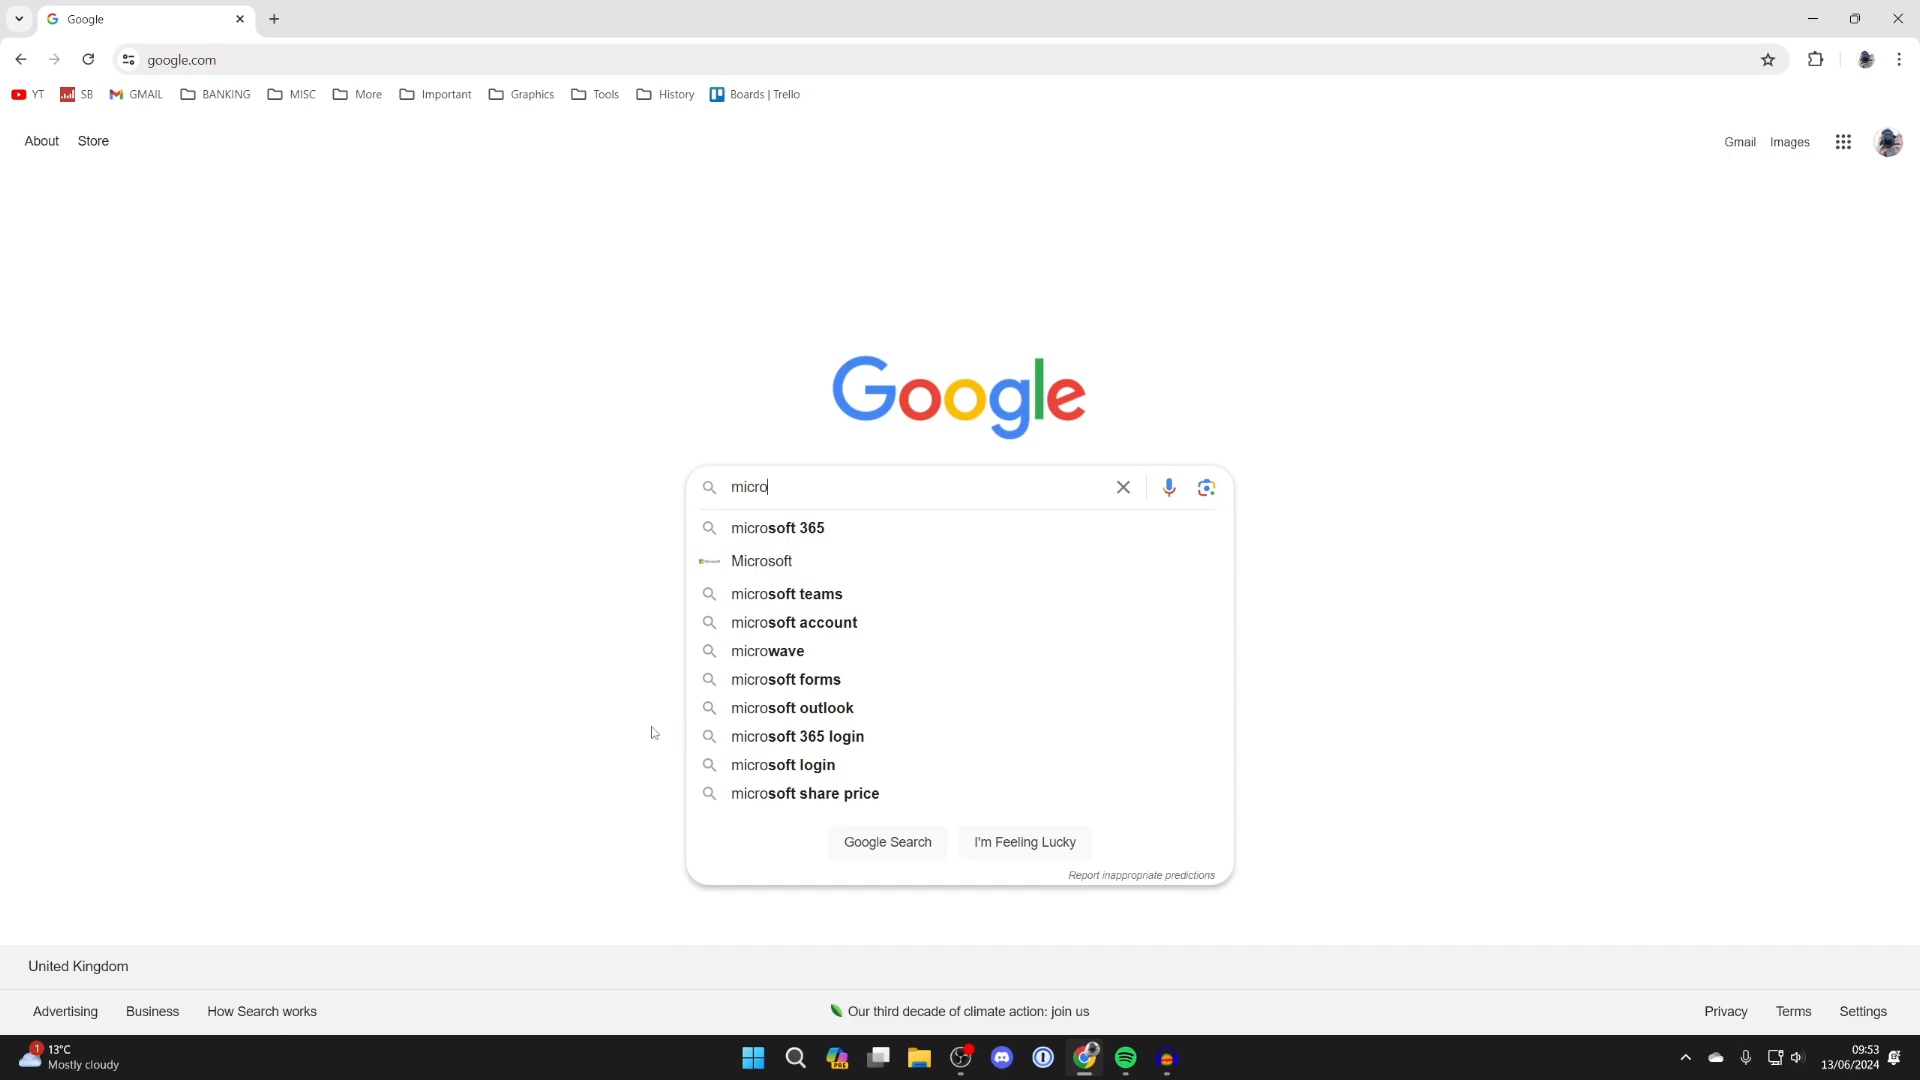 Google
google.com
YT SB GMAIL BANKING MISC More Important Graphics Tools History Boards | Trello
About Store
Gmail Images
Google
micro
microsoft 365
Microsoft
microsoft teams
microsoft account
microwave
microsoft forms
microsoft outlook
microsoft 365 login
microsoft login
microsoft share price
Google Search I'm Feeling Lucky
Report inappropriate predictions
United Kingdom
Advertising Business How Search works
Our third decade of climate action: join us
Privacy Terms Settings
1 13°C
Mostly cloudy
PRE
09:53
13/06/2024